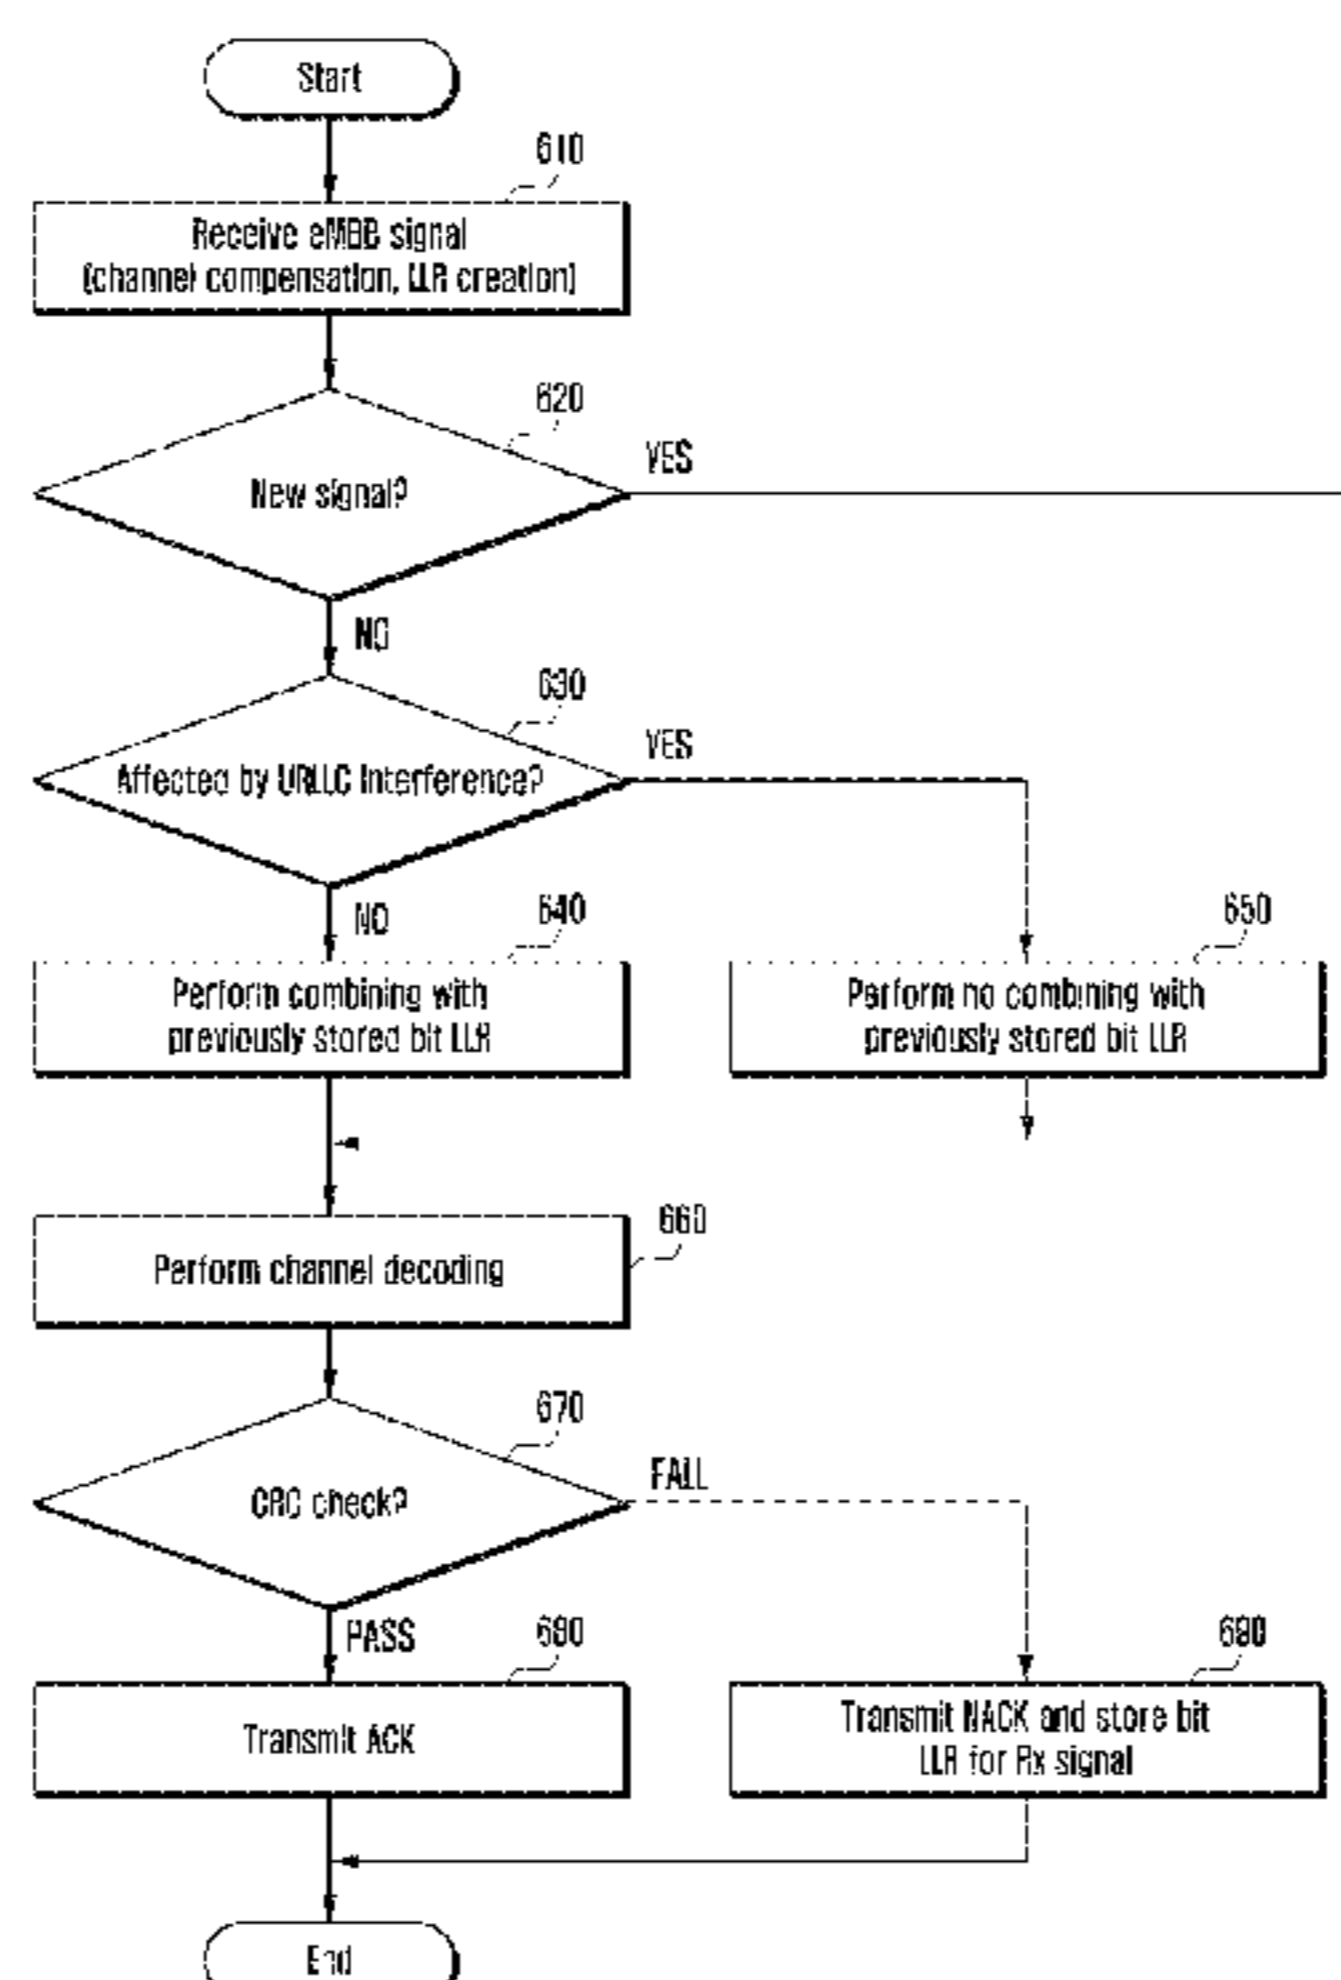 Start
610
Receive eMBB signal
(channel compensation, LLR creation)
620
New signal?
YES
NO
630
Affected by URLLC interference?
YES
NO
640
Perform combining with
previously stored bit LLR
650
Perform no combining with
previously stored bit LLR
660
Perform channel decoding
670
CRC check?
FAIL
PASS
680
Transmit ACK
690
Transmit NACK and store bit
LLR for Rx signal
End